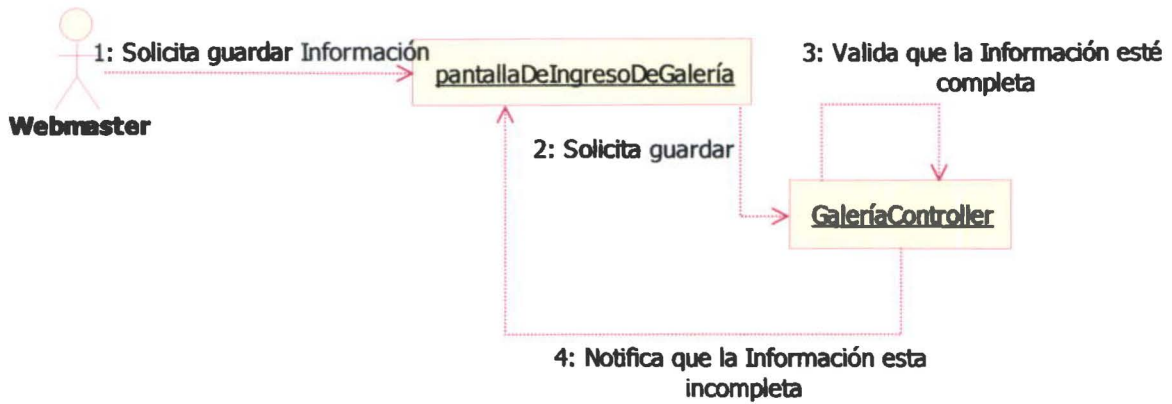 1: Solicita guardar Información
pantallaDeIngresoDeGalería
3: Valida que la Información esté
completa
Webmaster
2: Solicita guardar
GaleríaController
4: Notifica que la Información esta
incompleta